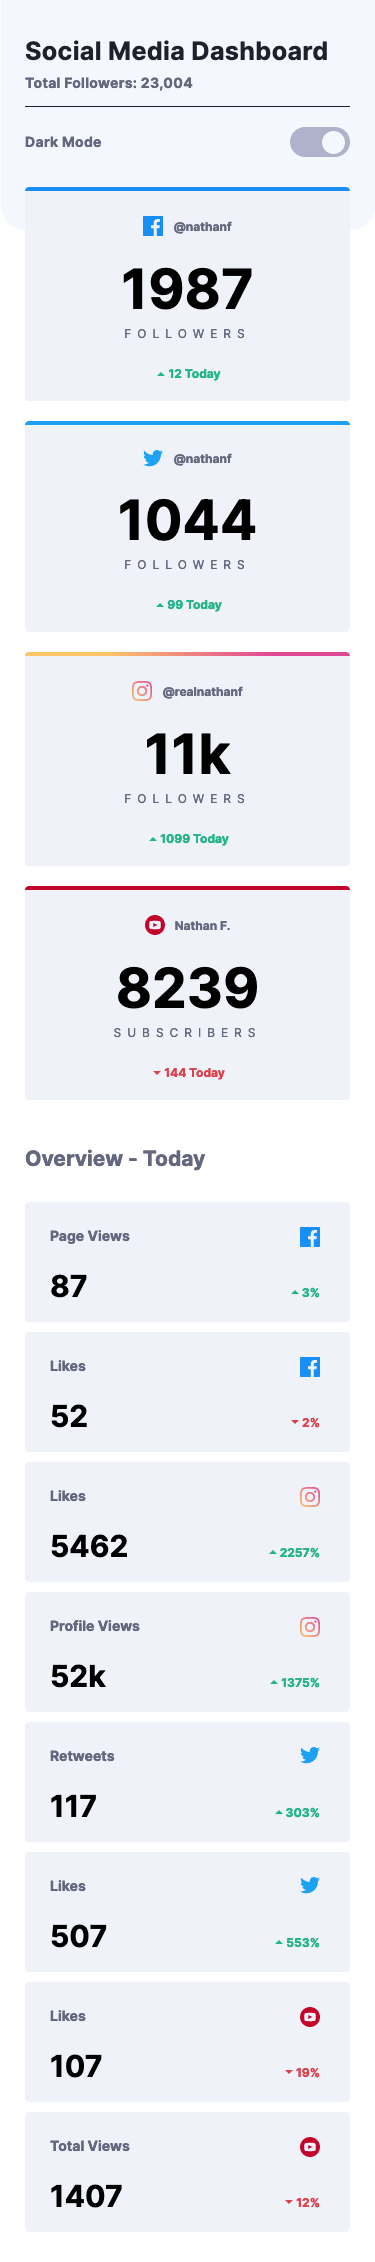 Social Media Dashboard
Total Followers: 23,004
Dark Mode
@nathanf
1987
FOLLOWERS
12 Today
@nathanf
1044
FOLLOWERS
99 Today
@realnathanf
11k
FOLLOWERS
1099 Today
Nathan F.
8239
SUBSCRIBERS
144 Today
Overview - Today
Page Views
87
3%
Likes
52
2%
Likes
5462
2257%
Profile Views
52k
1375%
Retweets
117
303%
Likes
507
553%
Likes
107
19%
Total Views
1407
12%